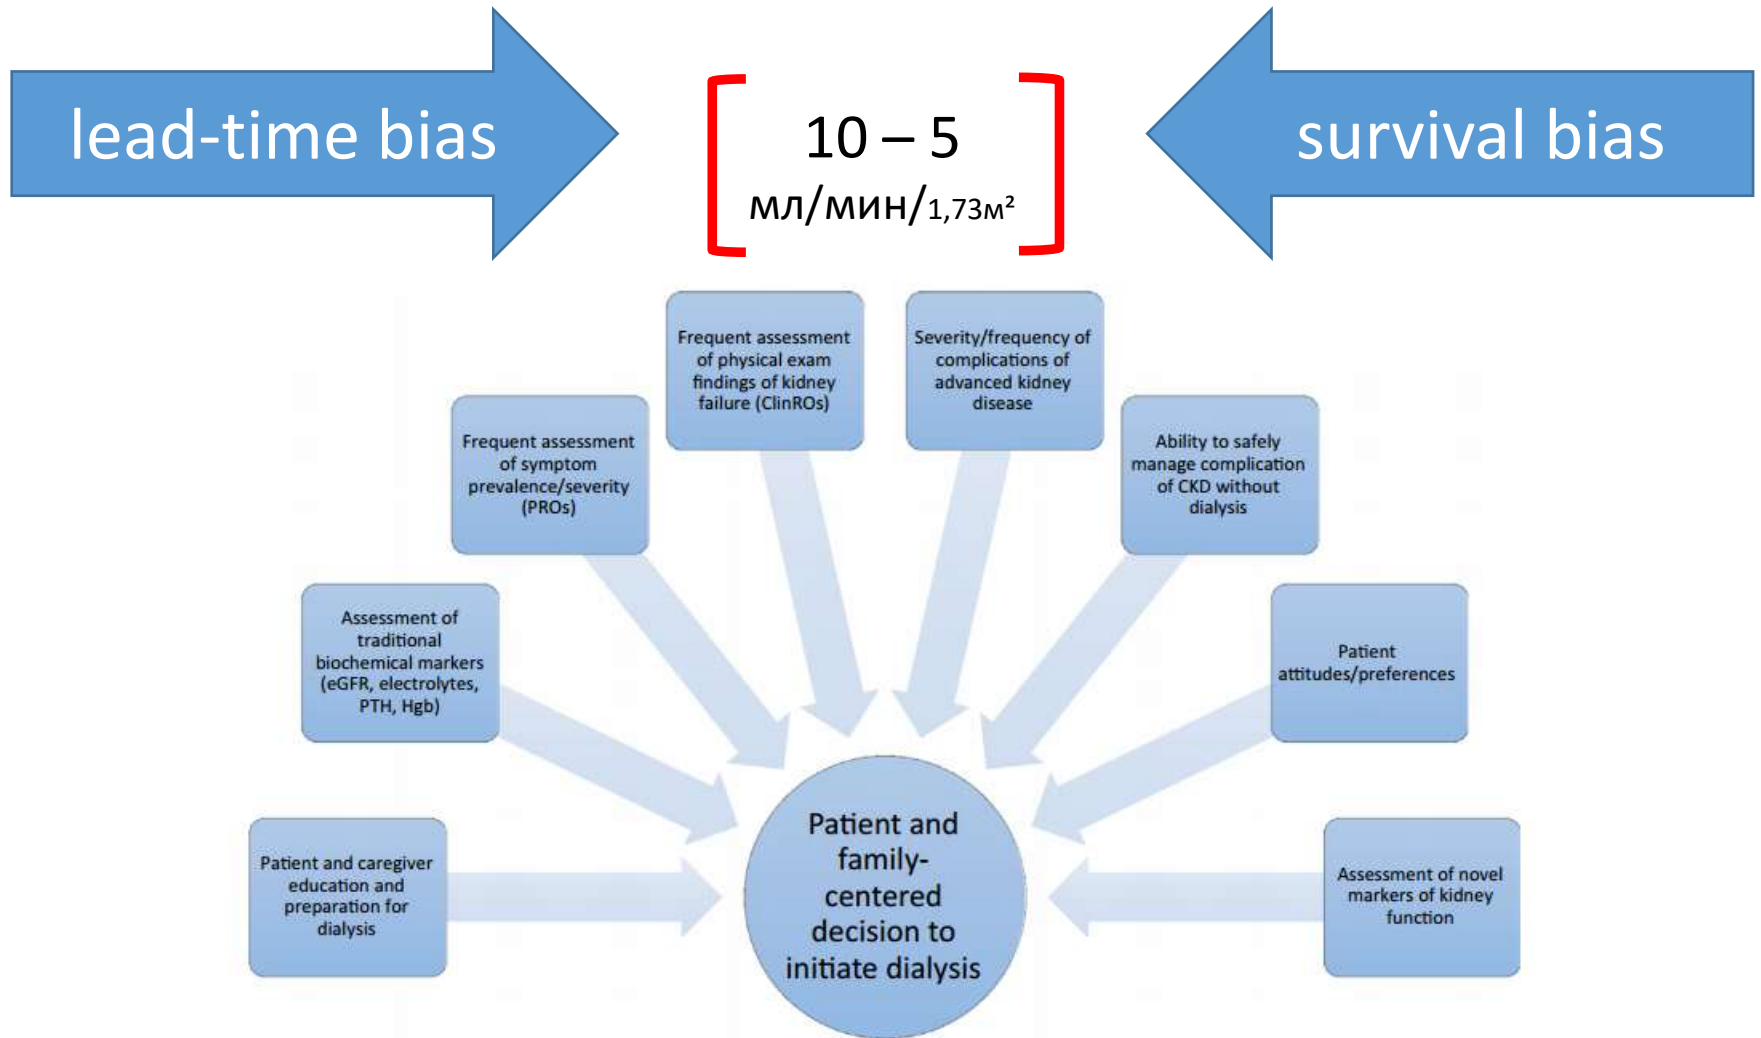 lead-time bias
10 – 5
мл/мин/1,73м²
survival bias
Frequent assessment
of physical exam
findings of kidney
failure (ClinROs)
Severity/frequency of
complications of
advanced kidney
disease
Frequent assessment
of symptom
prevalence/severity
(PROs)
Ability to safely
manage complication
of CKD without
dialysis
Assessment of
traditional
biochemical markers
(eGFR, electrolytes,
PTH, Hgb)
Patient
attitudes/preferences
Patient and caregiver
education and
preparation for
dialysis
Patient and
family-
centered
decision to
initiate dialysis
Assessment of novel
markers of kidney
function